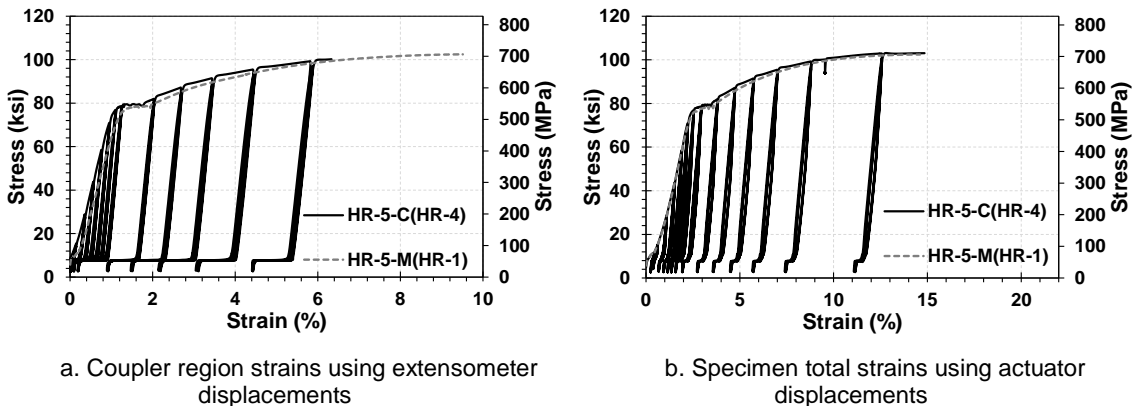 120
100
80
60
40
20
0
Stress (ksi)
800
700
600
500
400
300
200
100
0
Stress (MPa)
HR-5-C(HR-4)
HR-5-M(HR-1)
0 2 4 6 8 10
Strain (%)
a. Coupler region strains using extensometer
displacements
120
100
80
60
40
20
0
Stress (ksi)
800
700
600
500
400
300
200
100
0
Stress (MPa)
HR-5-C(HR-4)
HR-5-M(HR-1)
0 5 10 15 20
Strain (%)
b. Specimen total strains using actuator
displacements